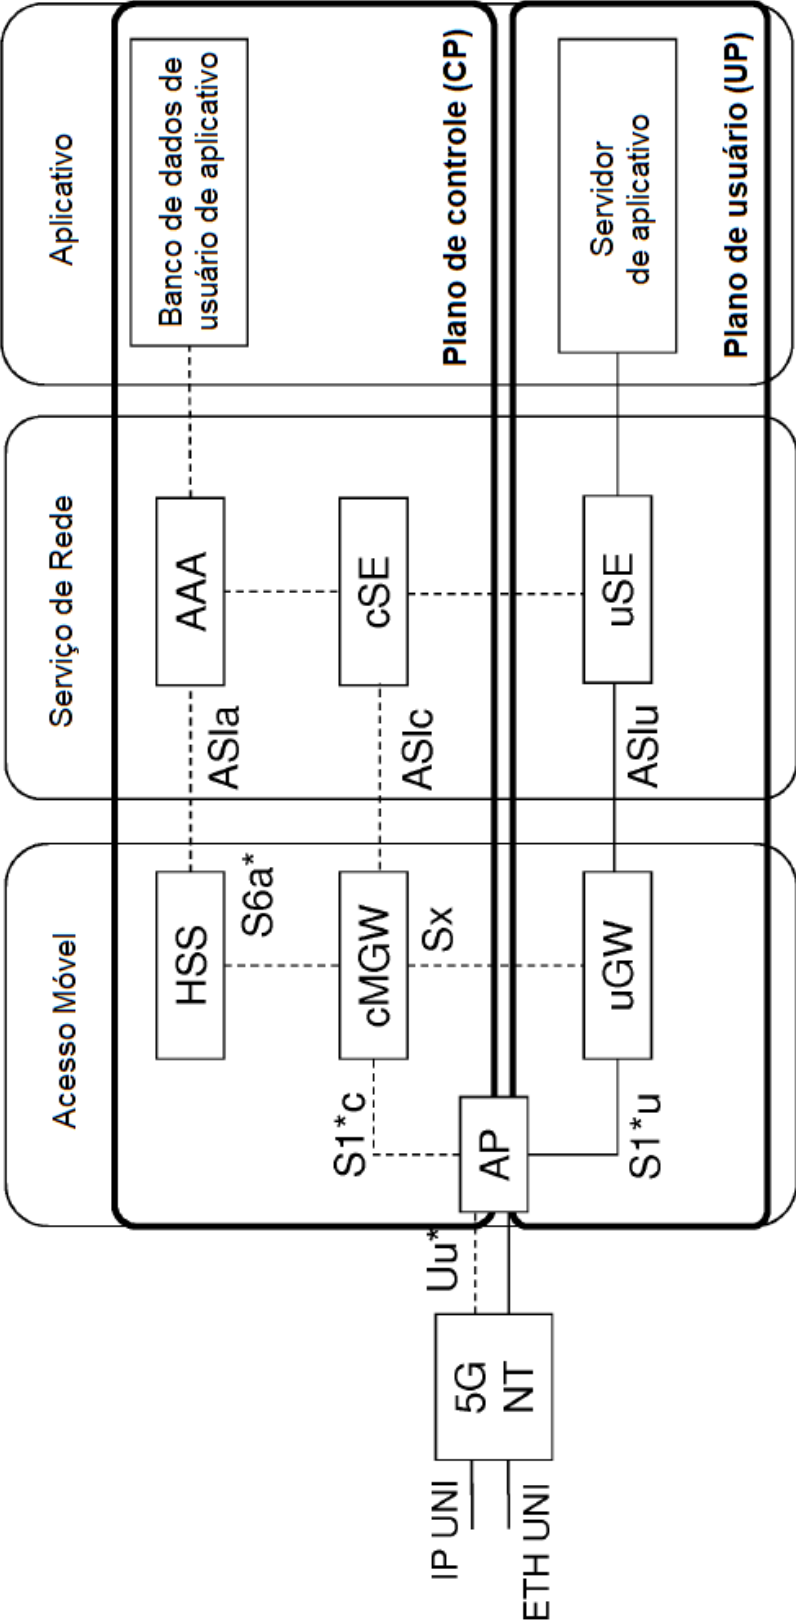 Acesso Móvel
Serviço de Rede
Aplicativo
HSS
ASIa
AAA
Banco de dados de
usuário de aplicativo
S6a*
S1*c
cMGW
ASIc
cSE
Sx
Plano de controle (CP)
IP UNI
ETH UNI
5G
NT
Uu*
AP
S1*u
uGW
ASIu
uSE
Servidor
de aplicativo
Plano de usuário (UP)